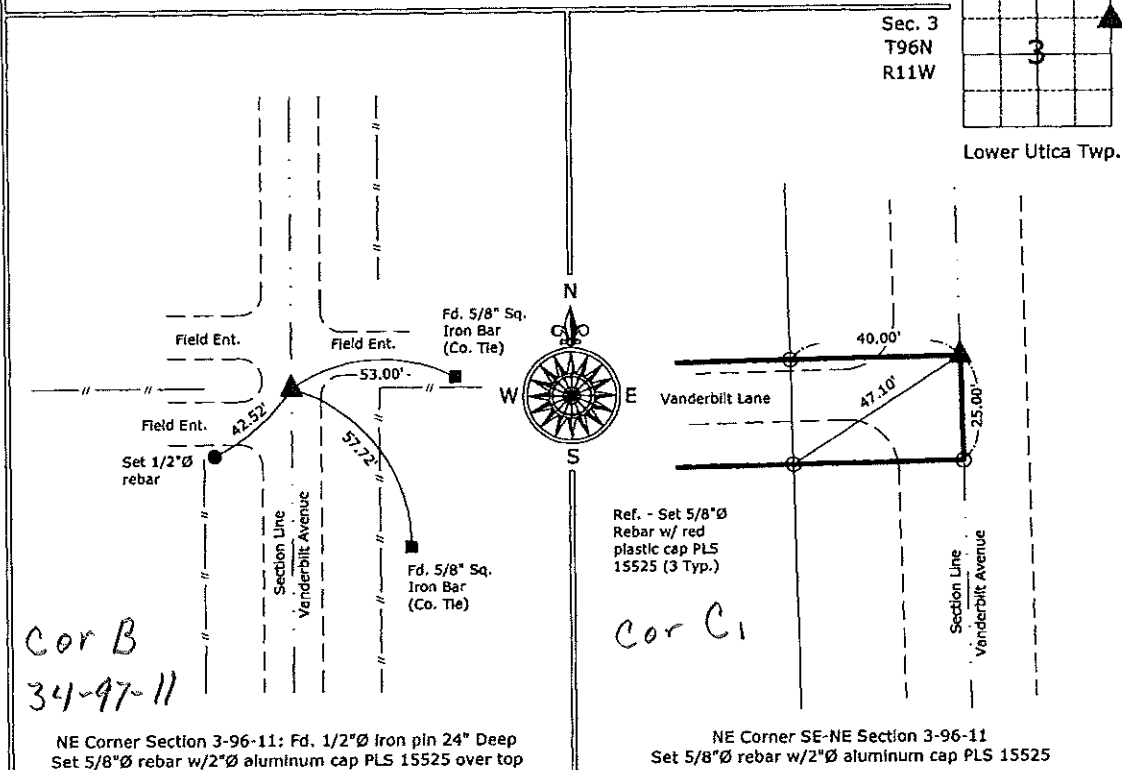 Sec. 3
T96N
R11W
3
Lower Utica Twp.
Field Ent.
Field Ent.
Fd. 5/8" Sq.
Iron Bar
(Co. Tie)
53.00'
Field Ent.
42.52'
57.72'
Set 1/2"Ø
rebar
Section Line
Vanderbilt Avenue
Fd. 5/8" Sq.
Iron Bar
(Co. Tie)
Cor B
34-97-11
NE Corner Section 3-96-11: Fd. 1/2"Ø iron pin 24" Deep
Set 5/8"Ø rebar w/2"Ø aluminum cap PLS 15525 over top
N
W
E
S
40.00'
47.10'
25.00'
Vanderbilt Lane
Ref. - Set 5/8"Ø
Rebar w/ red
plastic cap PLS
15525 (3 Typ.)
Section Line
Vanderbilt Avenue
Cor C1
NE Corner SE-NE Section 3-96-11
Set 5/8"Ø rebar w/2"Ø aluminum cap PLS 15525